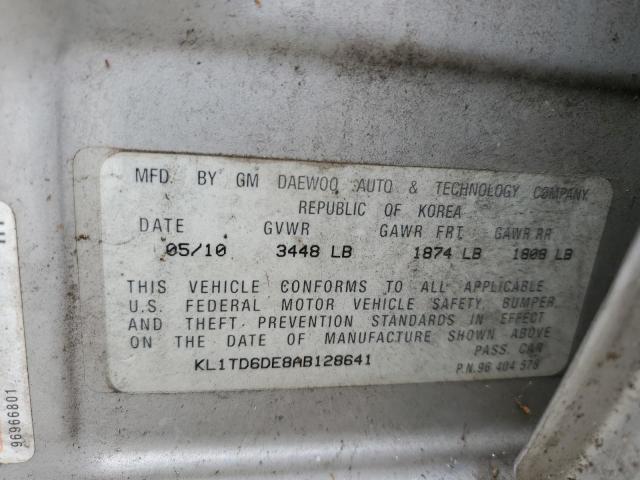 MFD. BY GM DAEWOO AUTO & TECHNOLOGY COMPANY
REPUBLIC OF KOREA
DATE GVWR GAWR FRT GAWR RR
05/10 3448 LB 1874 LB 1808 LB
THIS VEHICLE CONFORMS TO ALL APPLICABLE
U.S. FEDERAL MOTOR VEHICLE SAFETY, BUMPER,
AND THEFT PREVENTION STANDARDS IN EFFECT
ON THE DATE OF MANUFACTURE SHOWN ABOVE
PASS. CAR
KL1TD6DE8AB128641
P.N. 96 404 578
96966801